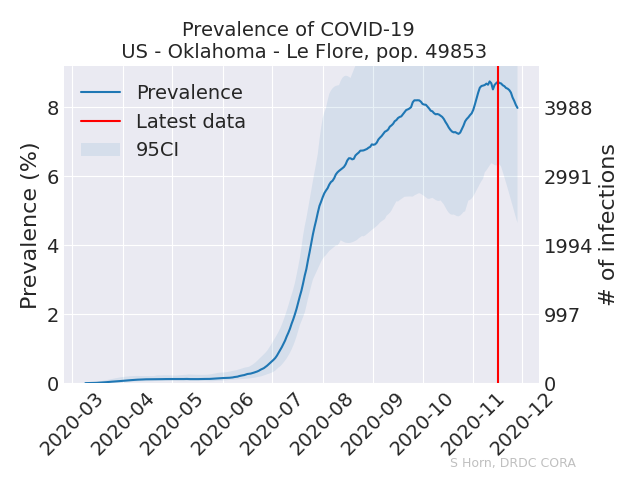 Prevalence of COVID-19
US - Oklahoma - Le Flore, pop. 49853
Prevalence
Latest data
95CI
Prevalence (%)
8
6
4
2
0
# of infections
3988
2991
1994
997
0
2020-03
2020-04
2020-05
2020-06
2020-07
2020-08
2020-09
2020-10
2020-11
2020-12
S Horn, DRDC CORA